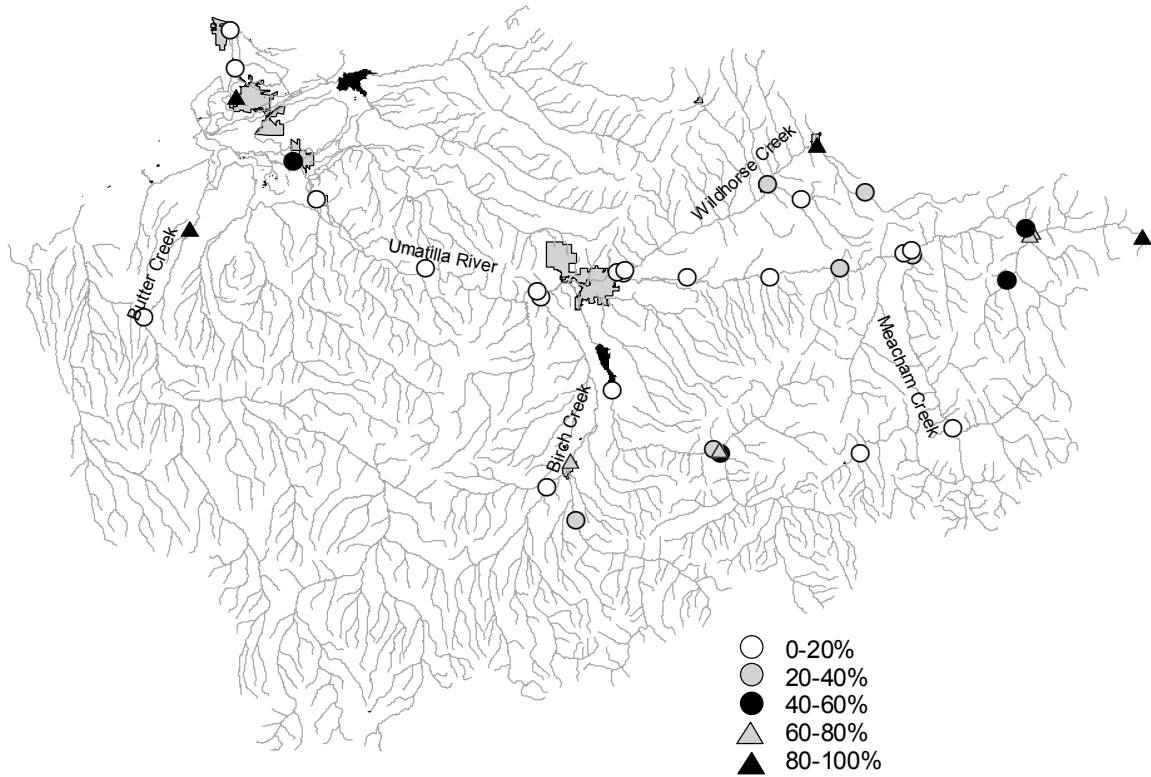 Wildhorse Creek
Umatilla River
Butter Creek
Meacham Creek
Birch Creek
0-20%
20-40%
40-60%
60-80%
80-100%